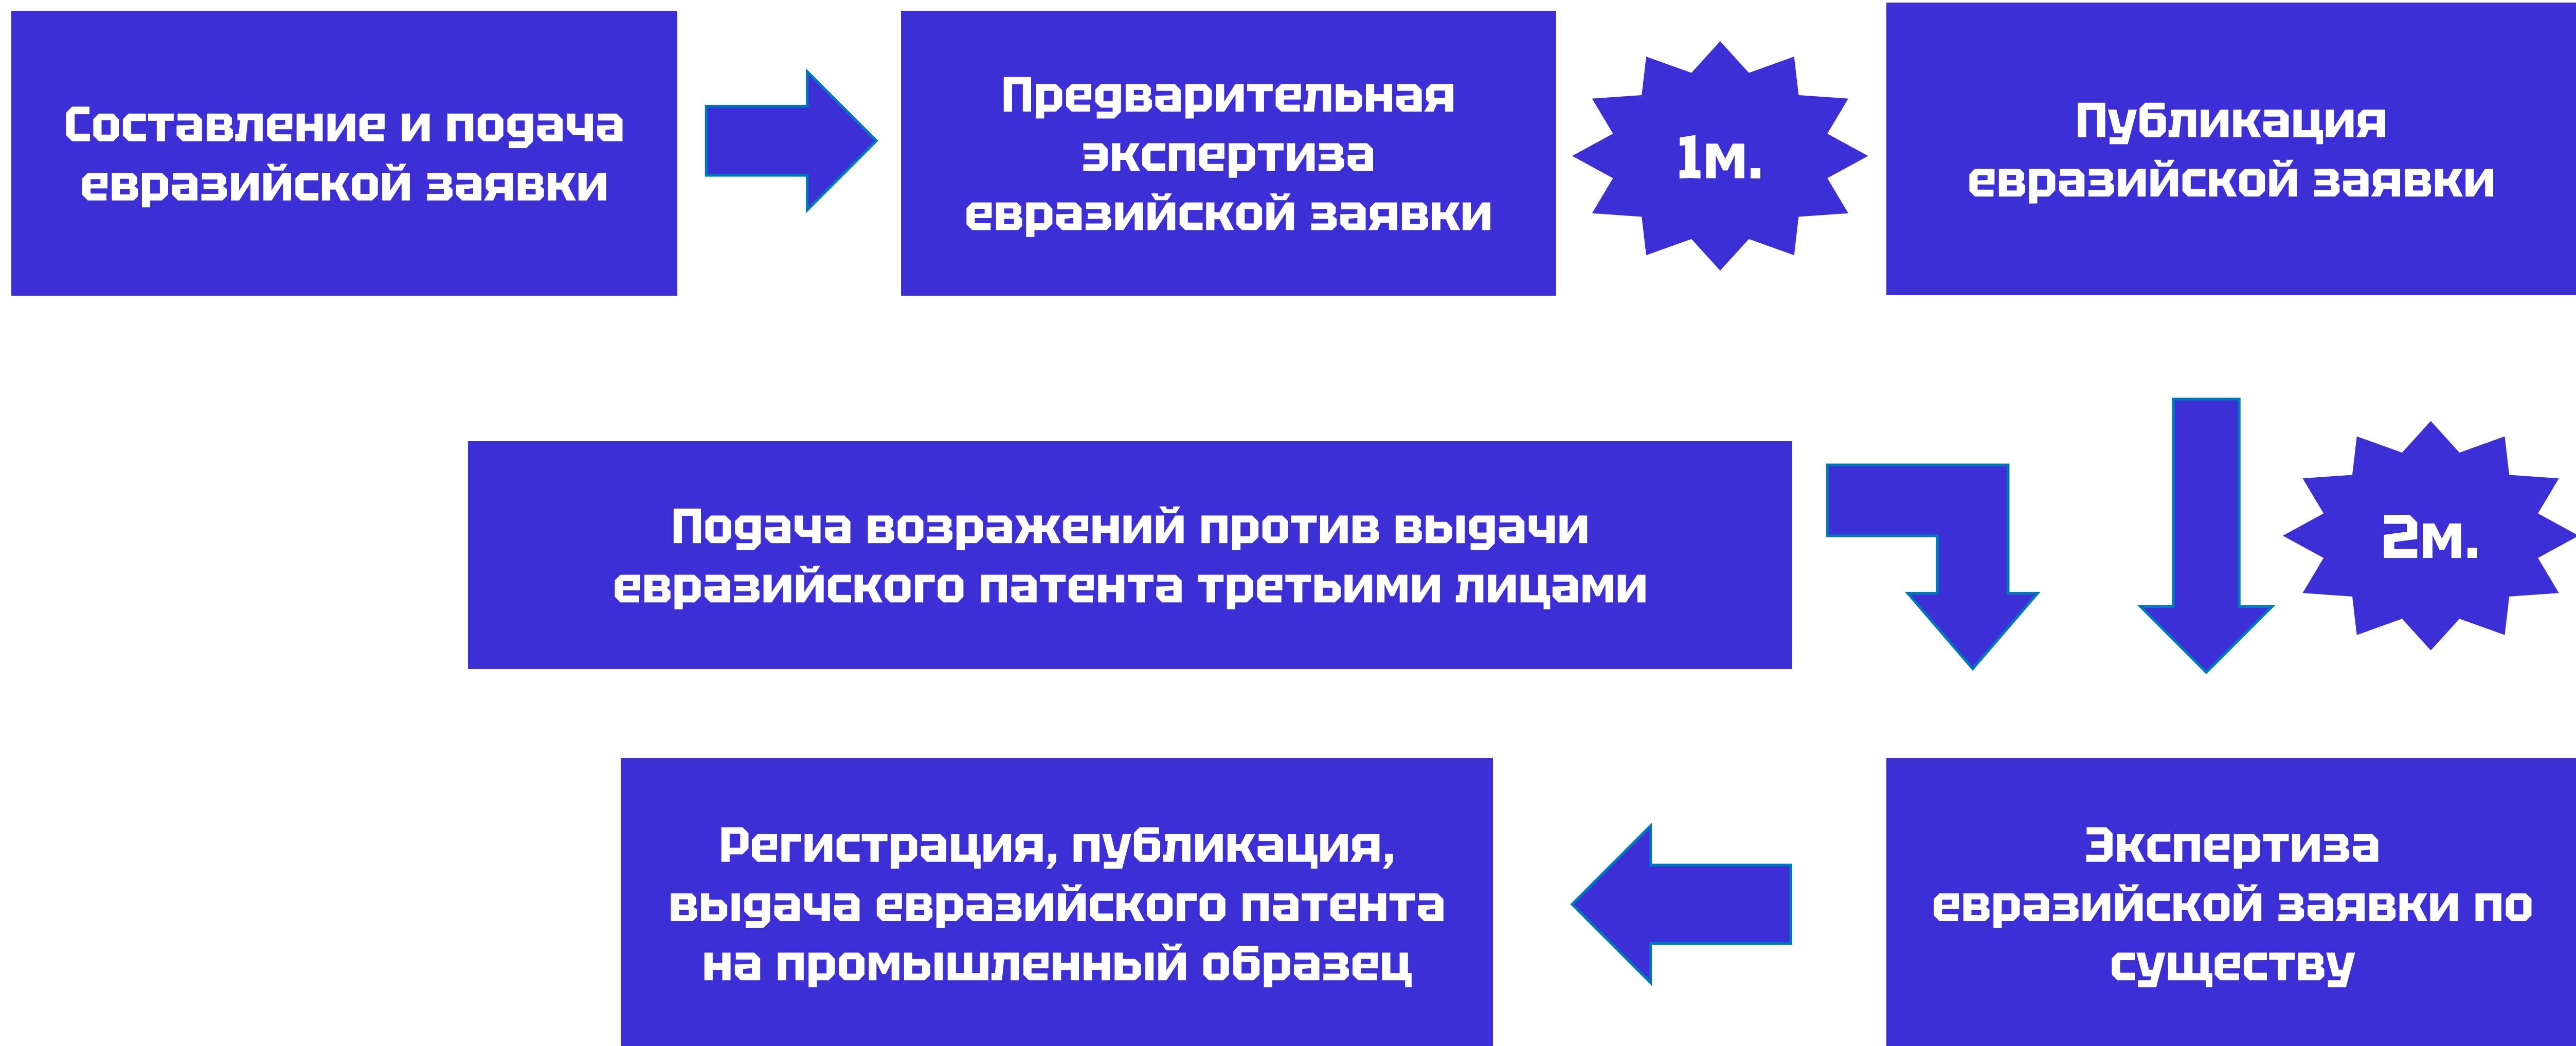 Составление и подача
евразийской заявки
Предварительная
экспертиза
евразийской заявки
1м.
Публикация
евразийской заявки
Подача возражений против выдачи
евразийского патента третьими лицами
2м.
Регистрация, публикация,
выдача евразийского патента
на промышленный образец
Экспертиза
евразийской заявки по
существу